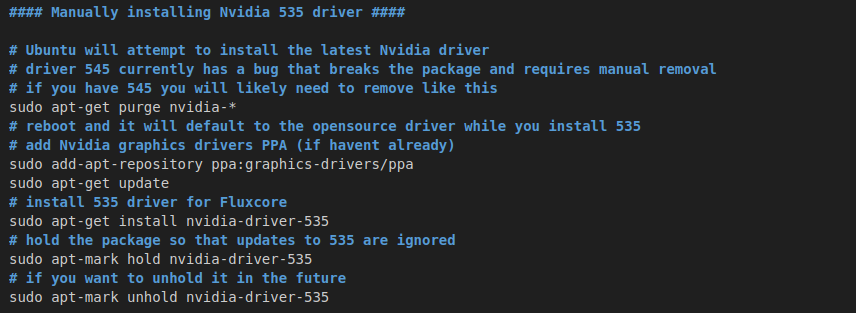 #### Manually installing Nvidia 535 driver ####
# Ubuntu will attempt to install the latest Nvidia driver
# driver 545 currently has a bug that breaks the package and requires manual removal
# if you have 545 you will likely need to remove like this
sudo apt-get purge nvidia-*
# reboot and it will default to the opensource driver while you install 535
# add Nvidia graphics drivers PPA (if havent already)
sudo add-apt-repository ppa:graphics-drivers/ppa
sudo apt-get update
# install 535 driver for Fluxcore
sudo apt-get install nvidia-driver-535
# hold the package so that updates to 535 are ignored
sudo apt-mark hold nvidia-driver-535
# if you want to unhold it in the future
sudo apt-mark unhold nvidia-driver-535